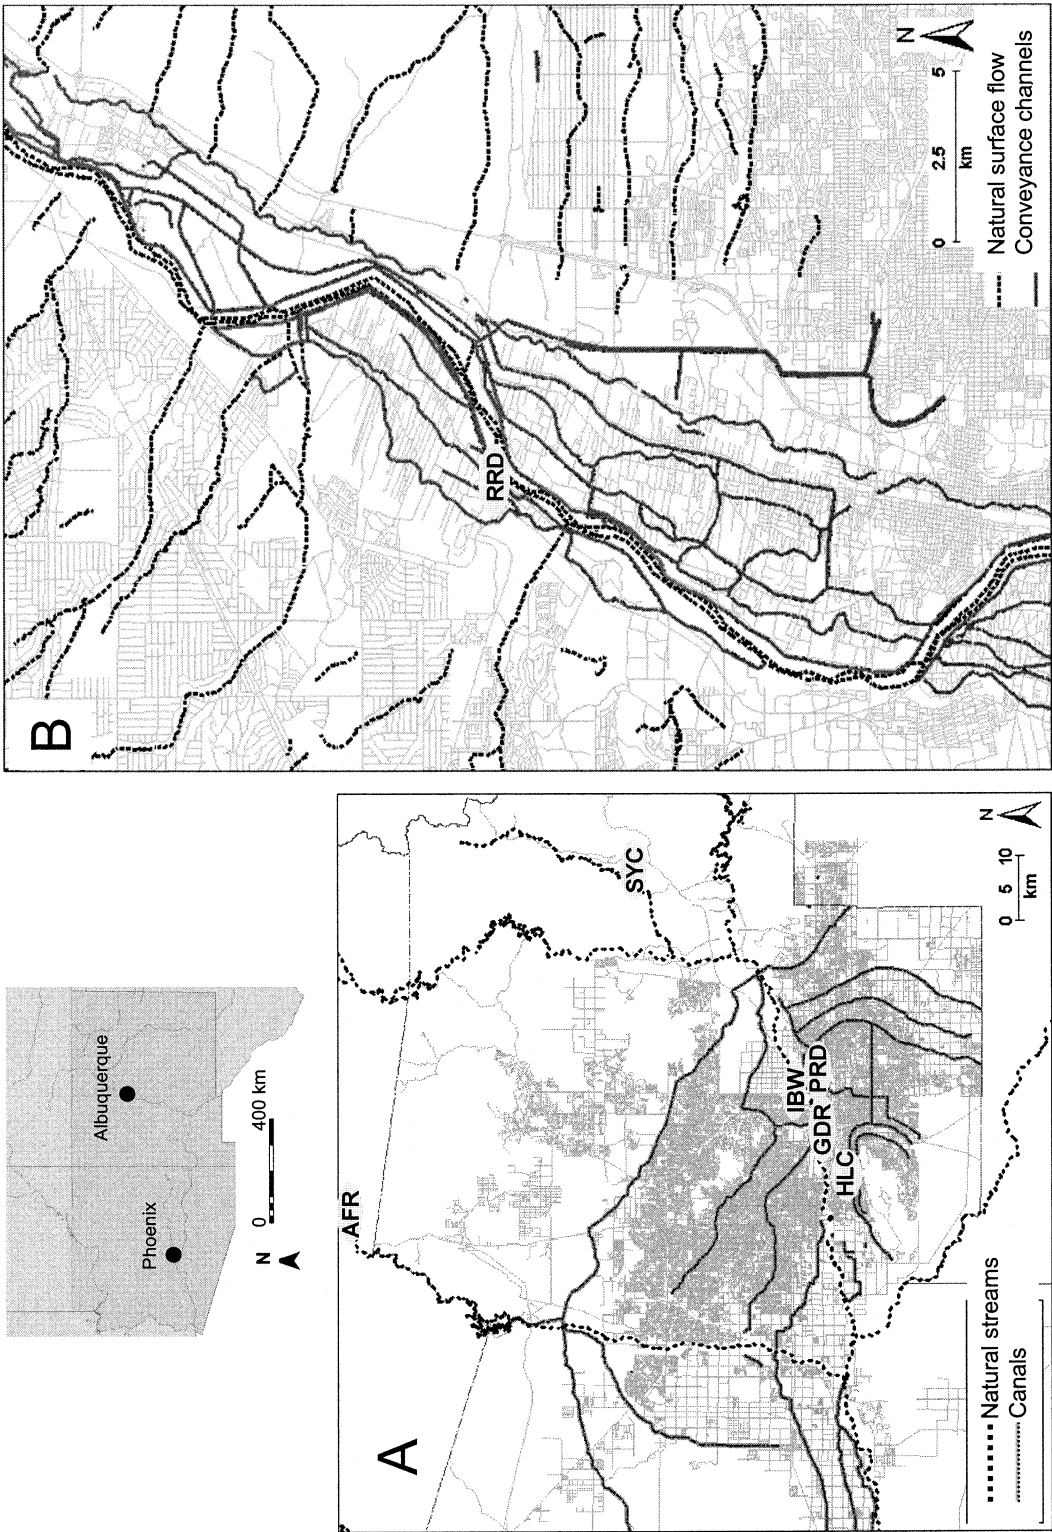 Phoenix
Albuquerque
N
0 400 km
A
AFR
SYC
IBW
PRD
GDR
HLC
Natural streams
Canals
0 5 10
km
N
B
RRD
0 2.5 5
km
N
Natural surface flow
Conveyance channels